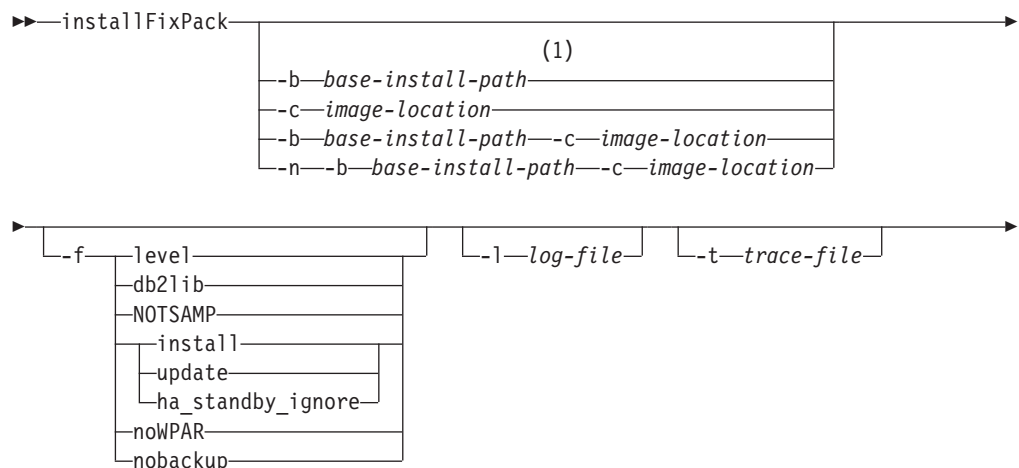 installFixPack
(1)
-b base-install-path
-c image-location
-b base-install-path -c image-location
-n -b base-install-path -c image-location
-f level -l log-file -t trace-file
db2lib
NOTSAMP
install
update
ha_standby_ignore
noWPAR
nobackup